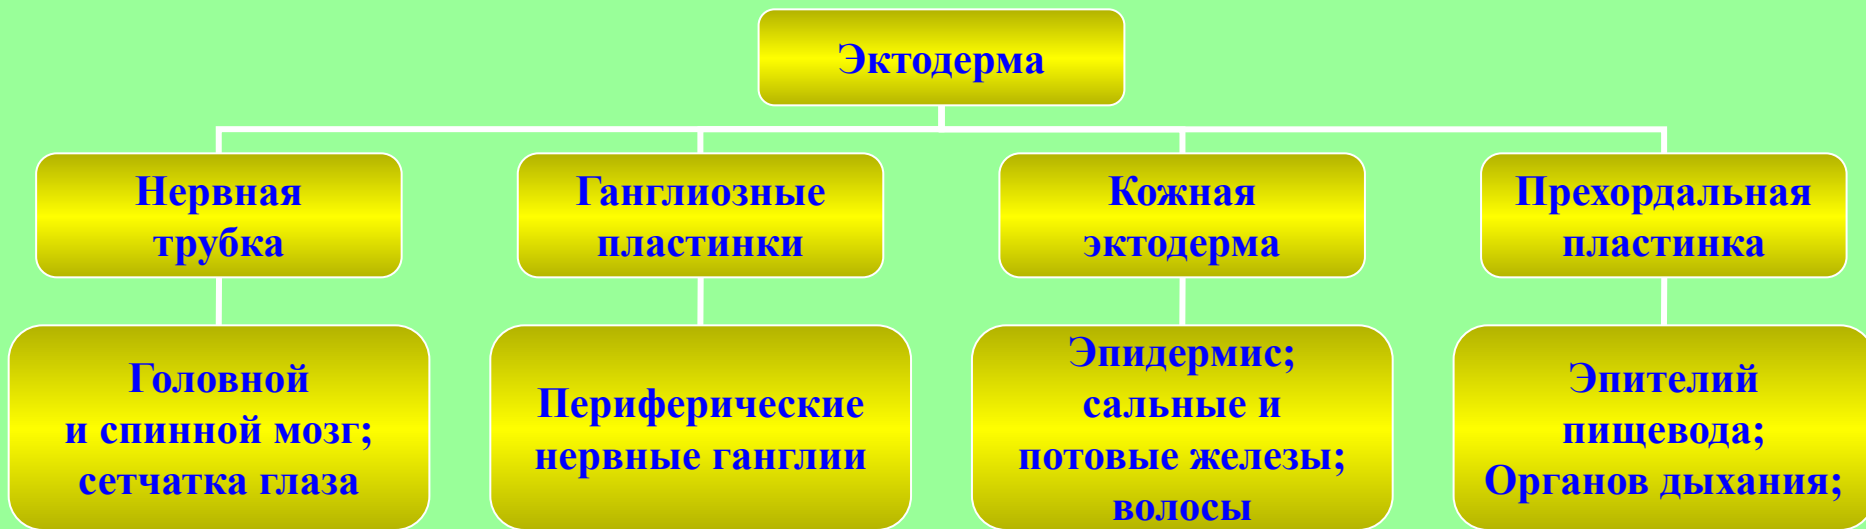 Эктодерма
Нервная
трубка
Ганглиозные
пластинки
Кожная
эктодерма
Прехордальная
пластинка
Головной
и спинной мозг;
сетчатка глаза
Периферические
нервные ганглии
Эпидермис;
сальные и
потовые железы;
волосы
Эпителий
пищевода;
Органов дыхания;